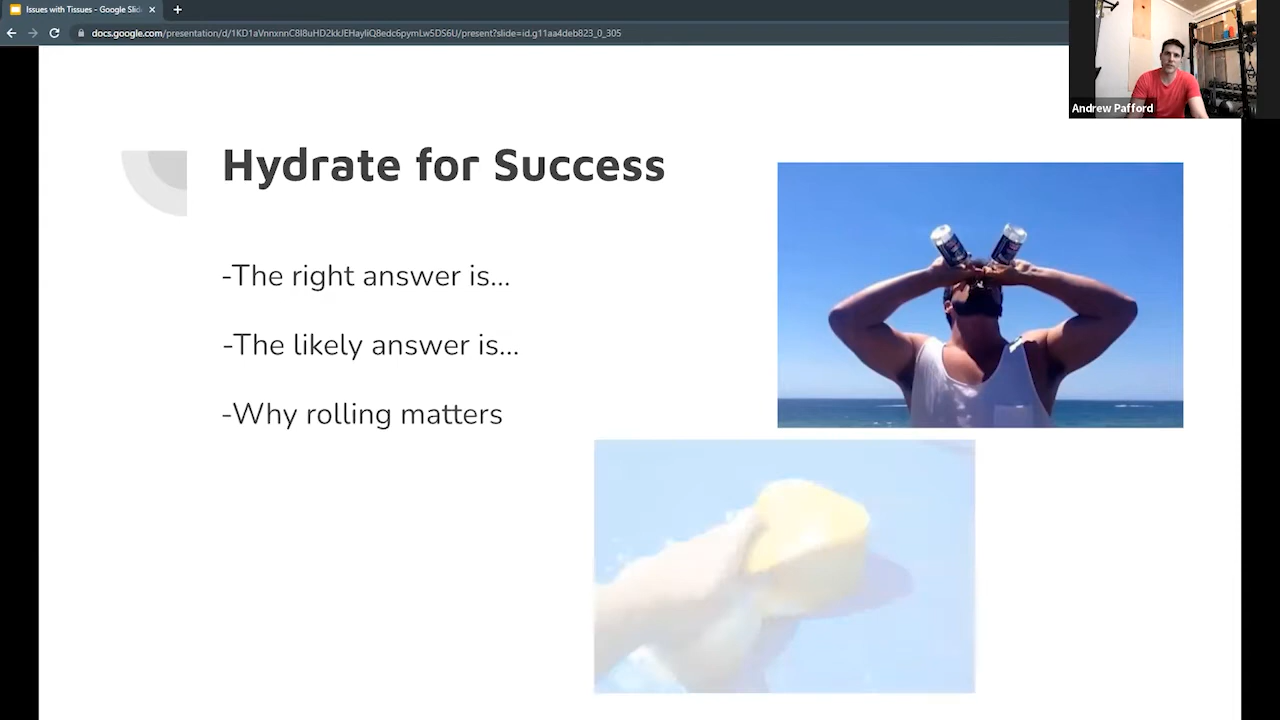 Issues with Tissues - Google Slid
docs.google.com/presentation/d/1KD1aVnnxnnC8I8uHD2kkJEHayliQ8edc6pymLw5DS6U/present?slide=id.g11aa4deb823_0_305
Andrew Pafford
Hydrate for Success
-The right answer is...
-The likely answer is...
-Why rolling matters